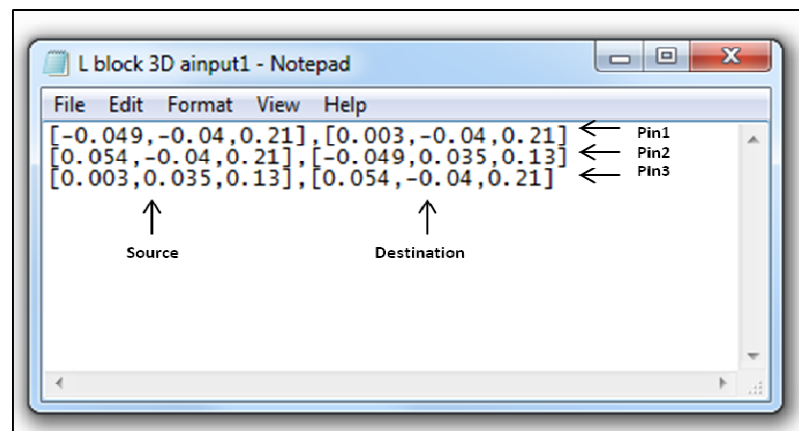 L block 3D ainput1 - Notepad
File Edit Format View Help
[-0.049,-0.04,0.21],[0.003,-0.04,0.21] Pin1
[0.054,-0.04,0.21],[-0.049,0.035,0.13] Pin2
[0.003,0.035,0.13],[0.054,-0.04,0.21] Pin3
Source Destination